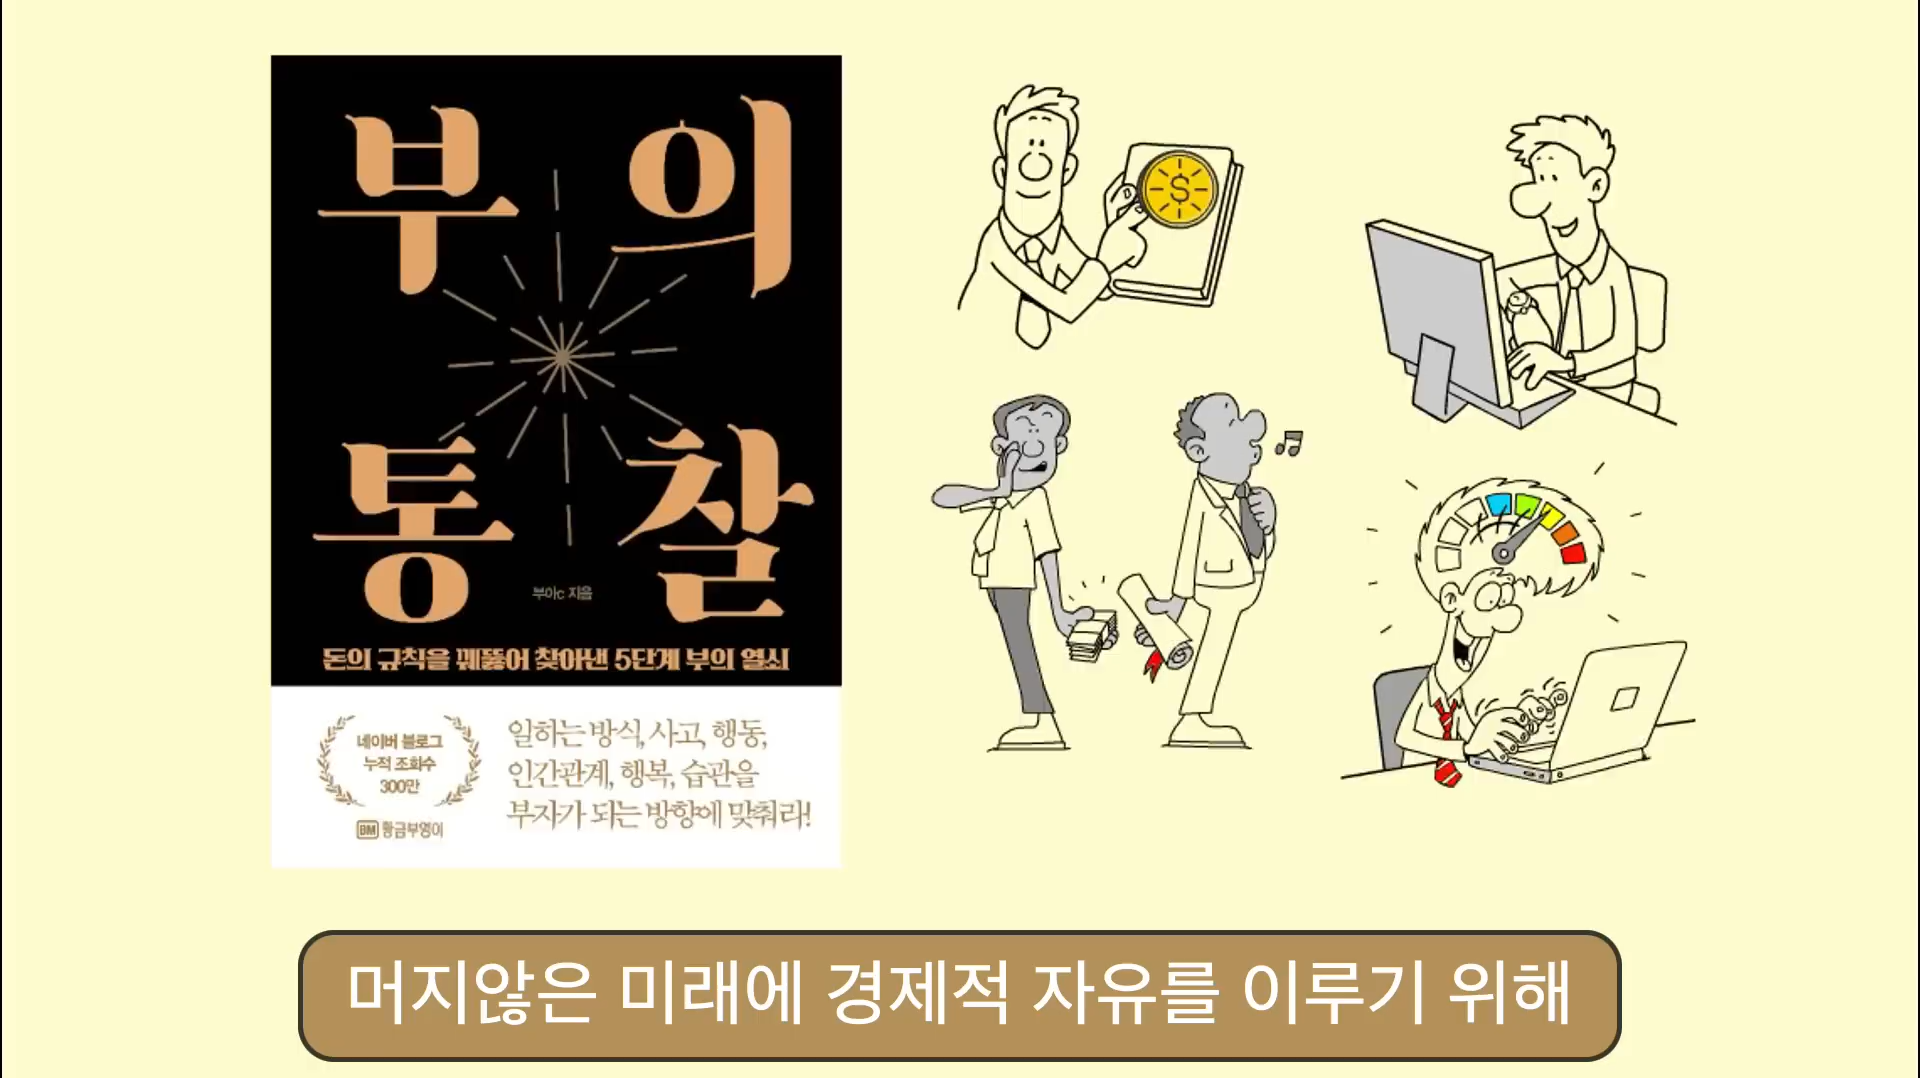 부의
통찰
부아c 지음
돈의 규칙을 꿰뚫어 찾아낸 5단계 부의 열쇠
네이버 블로그
누적 조회수
300만
BM 황금부엉이
일하는 방식, 사고, 행동,
인간관계, 행복, 습관을
부자가 되는 방향에 맞춰라!
$
머지않은 미래에 경제적 자유를 이루기 위해